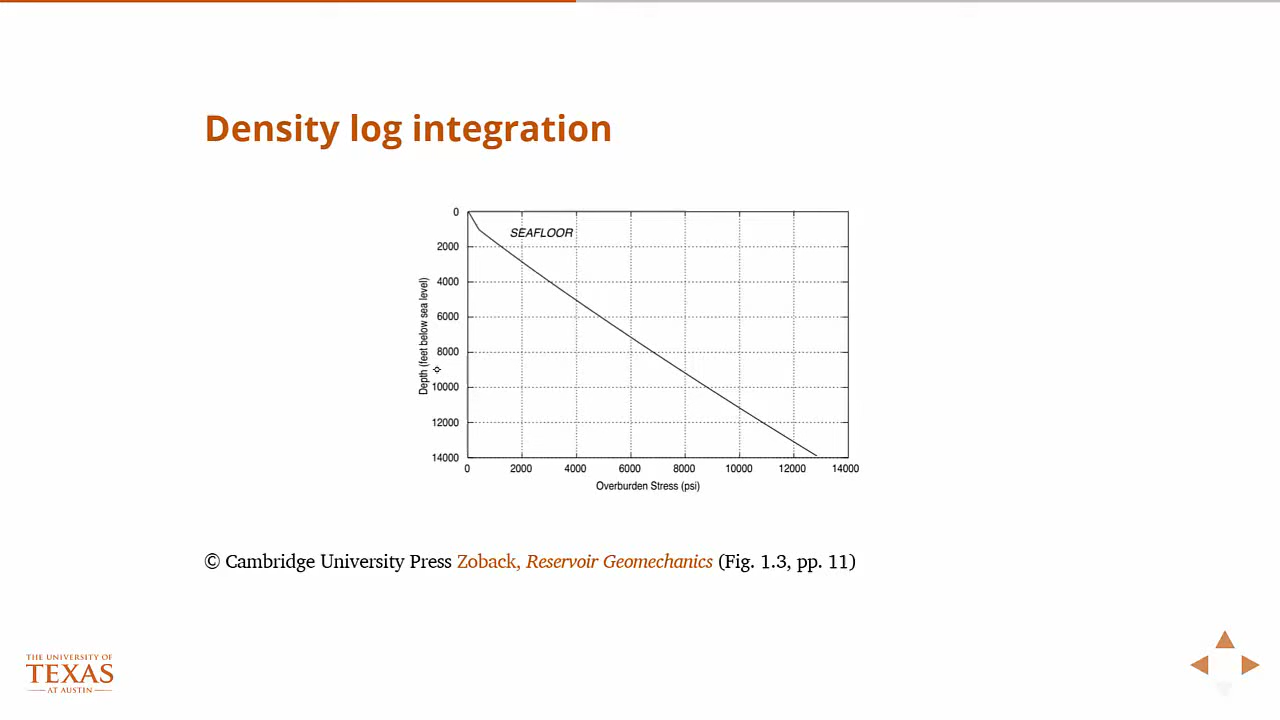 Density log integration
0
SEAFLOOR
2000
4000
6000
8000
10000
12000
14000
Depth (feet below sea level)
0 2000 4000 6000 8000 10000 12000 14000
Overburden Stress (psi)
© Cambridge University Press Zoback, Reservoir Geomechanics (Fig. 1.3, pp. 11)
THE UNIVERSITY OF
TEXAS
AT AUSTIN